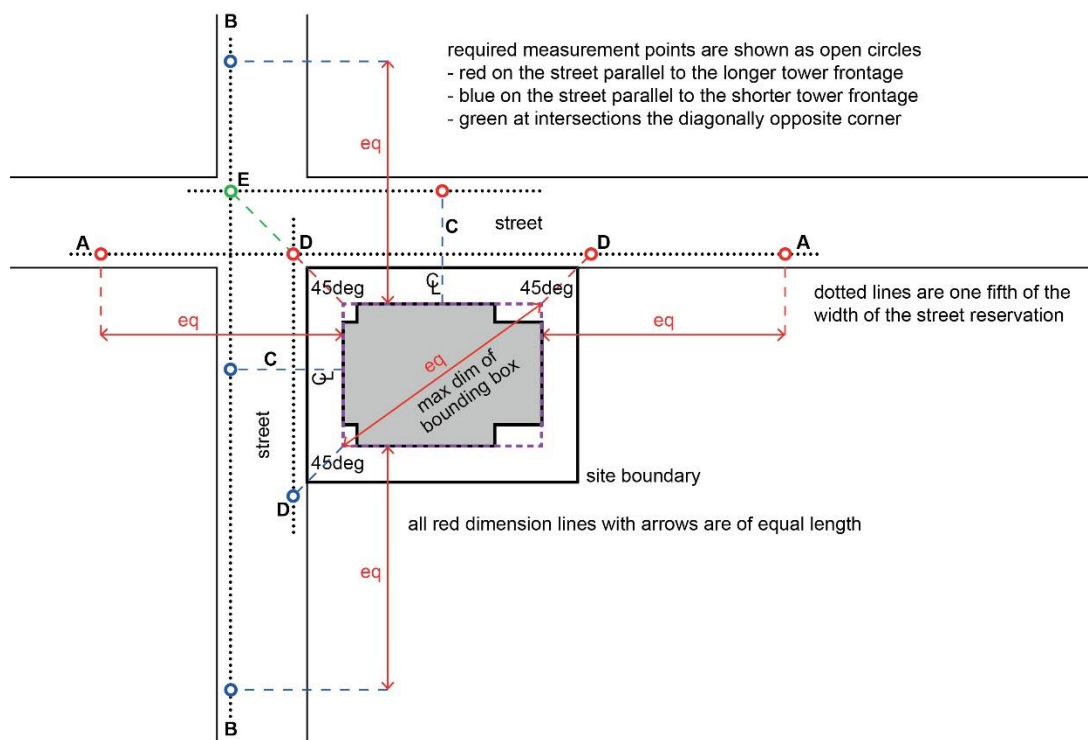 B
required measurement points are shown as open circles
- red on the street parallel to the longer tower frontage
- blue on the street parallel to the shorter tower frontage
- green at intersections the diagonally opposite corner
eq
E
C
street
A
D
D
A
45deg
CL
45deg
dotted lines are one fifth of the
width of the street reservation
eq
eq
C
CL
eq
max dim of
bounding box
street
45deg
site boundary
D
all red dimension lines with arrows are of equal length
eq
B